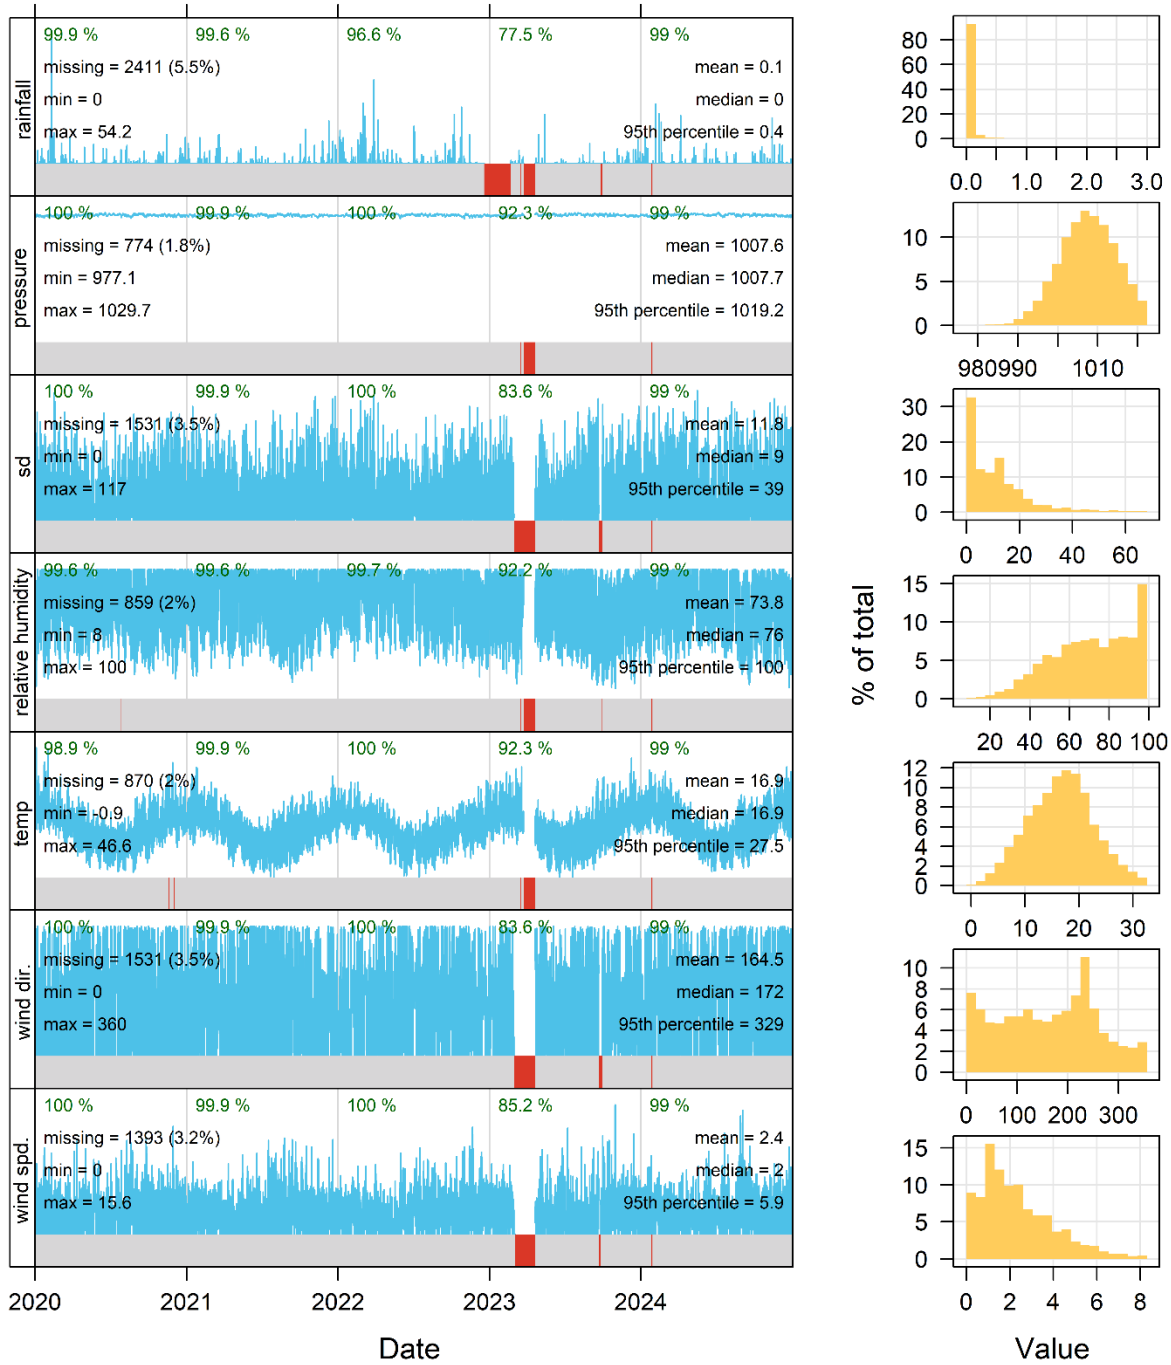 rainfall
99.9 % 99.6 % 96.6 % 77.5 % 99 %
missing = 2411 (5.5%) mean = 0.1
min = 0 median = 0
max = 54.2 95th percentile = 0.4
pressure
100 % 99.9 % 100 % 92.3 % 99 %
missing = 774 (1.8%) mean = 1007.6
min = 977.1 median = 1007.7
max = 1029.7 95th percentile = 1019.2
sd
100 % 99.9 % 100 % 83.6 % 99 %
missing = 1531 (3.5%) mean = 11.8
min = 0 median = 9
max = 117 95th percentile = 39
relative humidity
99.6 % 99.6 % 99.7 % 92.2 % 99 %
missing = 859 (2%) mean = 73.8
min = 8 median = 76
max = 100 95th percentile = 100
temp
98.9 % 99.9 % 100 % 92.3 % 99 %
missing = 870 (2%) mean = 16.9
min = -0.9 median = 16.9
max = 46.6 95th percentile = 27.5
wind dir.
100 % 99.9 % 100 % 83.6 % 99 %
missing = 1531 (3.5%) mean = 164.5
min = 0 median = 172
max = 360 95th percentile = 329
wind spd.
100 % 99.9 % 100 % 85.2 % 99 %
missing = 1393 (3.2%) mean = 2.4
min = 0 median = 2
max = 15.6 95th percentile = 5.9
2020 2021 2022 2023 2024
Date
% of total
80
60
40
20
0
0.0 1.0 2.0 3.0
10
5
0
980 990 1010
30
20
10
0
0 20 40 60
15
10
5
0
20 40 60 80 100
12
10
8
6
4
2
0
0 10 20 30
10
8
6
4
2
0
0 100 200 300
15
10
5
0
0 2 4 6 8
Value